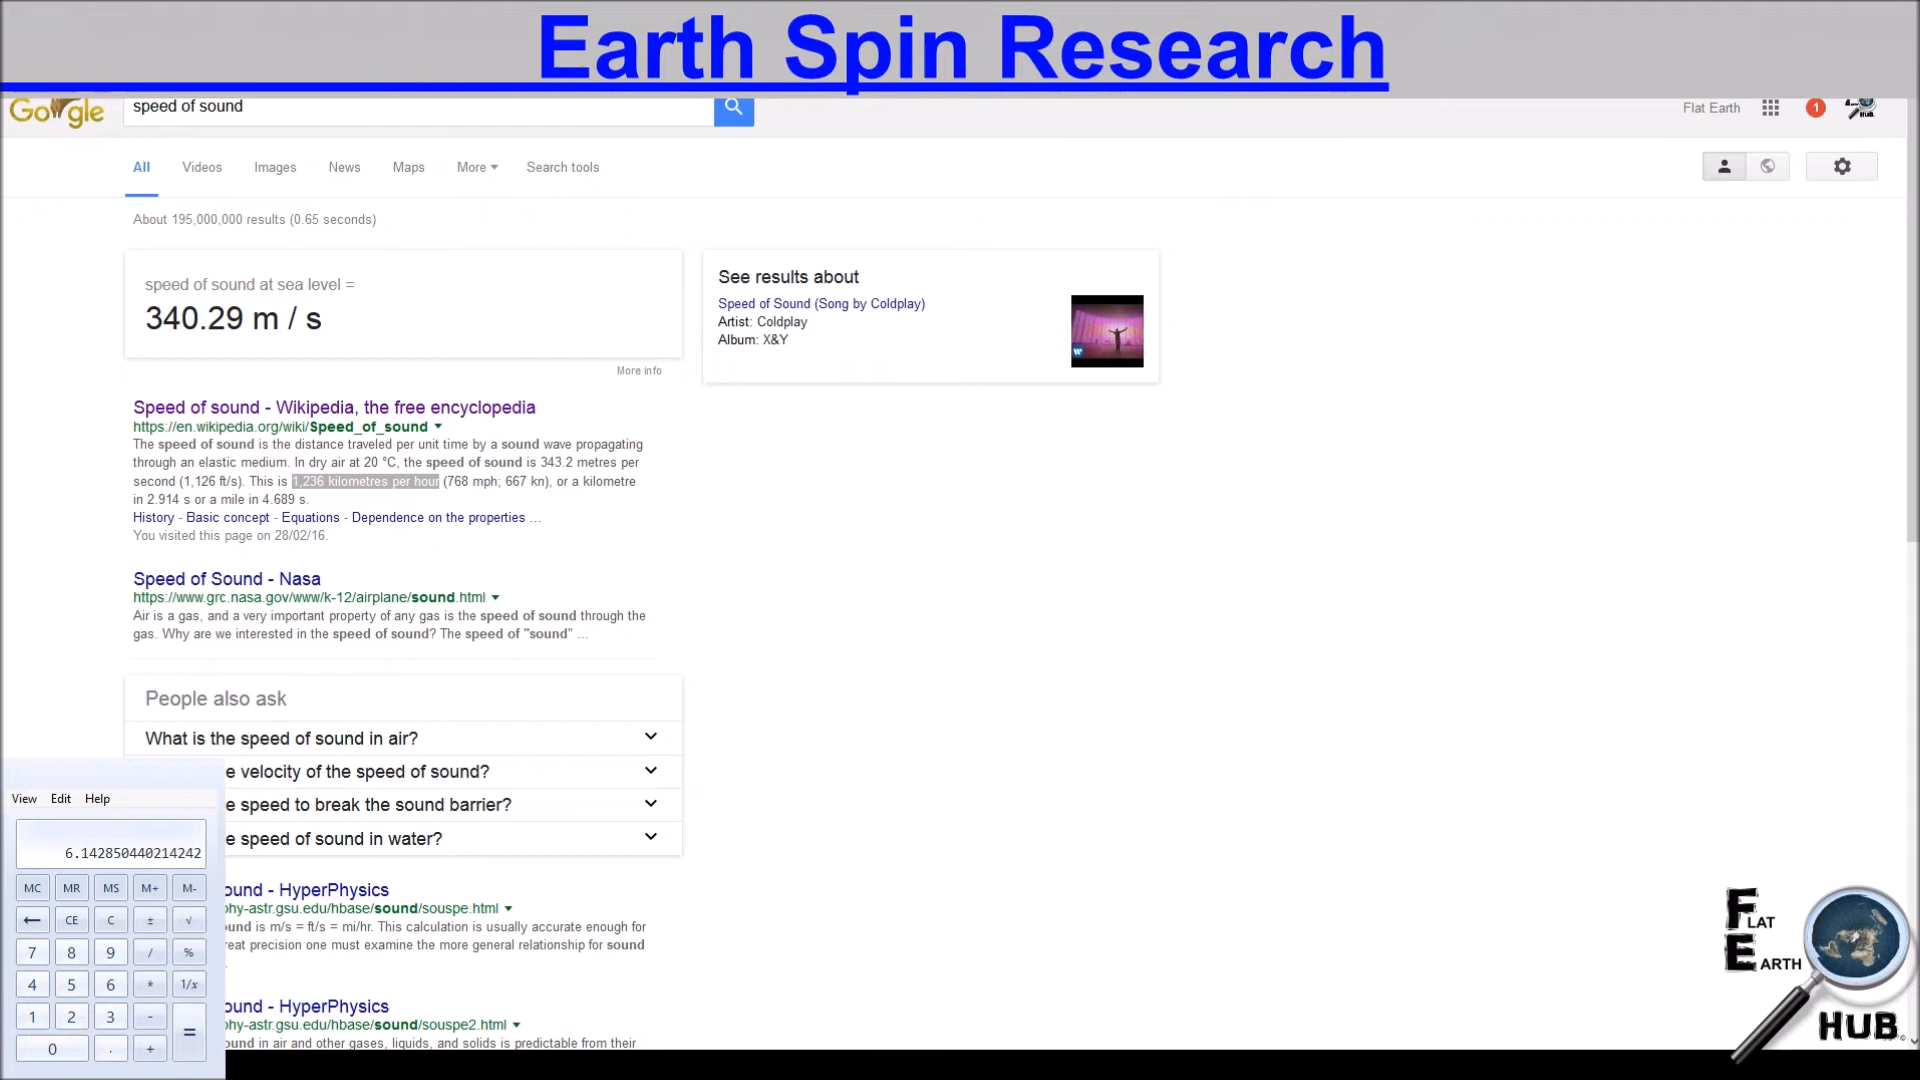 Earth Spin Research
Google
speed of sound
Flat Earth
1
HUB
All Videos Images News Maps More Search tools
About 195,000,000 results (0.65 seconds)
speed of sound at sea level =
340.29 m / s
More info
See results about
Speed of Sound (Song by Coldplay)
Artist: Coldplay
Album: X&Y
Speed of sound - Wikipedia, the free encyclopedia
https://en.wikipedia.org/wiki/Speed_of_sound
The speed of sound is the distance traveled per unit time by a sound wave propagating
through an elastic medium. In dry air at 20 °C, the speed of sound is 343.2 metres per
second (1,126 ft/s). This is 1,236 kilometres per hour (768 mph; 667 kn), or a kilometre
in 2.914 s or a mile in 4.689 s.
History - Basic concept - Equations - Dependence on the properties ...
You visited this page on 28/02/16.
Speed of Sound - Nasa
https://www.grc.nasa.gov/www/k-12/airplane/sound.html
Air is a gas, and a very important property of any gas is the speed of sound through the
gas. Why are we interested in the speed of sound? The speed of "sound" ...
People also ask
What is the speed of sound in air?
e velocity of the speed of sound?
e speed to break the sound barrier?
e speed of sound in water?
ound - HyperPhysics
phy-astr.gsu.edu/hbase/sound/souspe.html
ound is m/s = ft/s = mi/hr. This calculation is usually accurate enough for
reat precision one must examine the more general relationship for sound
ound - HyperPhysics
phy-astr.gsu.edu/hbase/sound/souspe2.html
ound in air and other gases, liquids, and solids is predictable from their
View Edit Help
6.142850440214242
MC MR MS M+ M-
← CE C ± √
7 8 9 / %
4 5 6 * 1/x
1 2 3 - =
0 . +
FLAT
EARTH
HUB